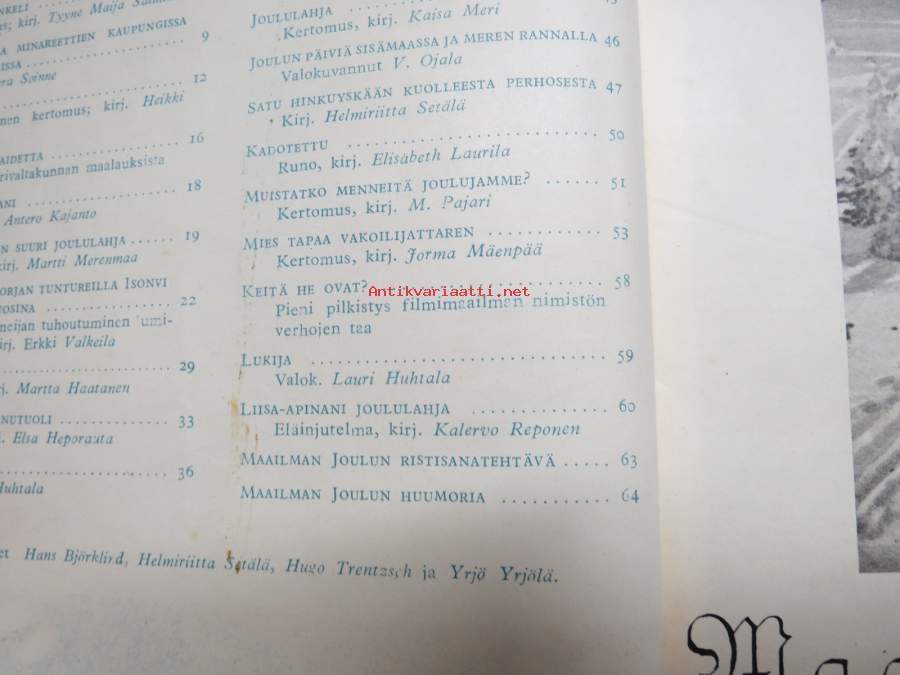 NKELI
kirj. Tyyne Maija
A MINAREETTIEN KAUPUNGISSA
ISSA 9
Soinne
12
nen kertomus; kirj. Heikki
AIDETTA 16
rivaltakunnan maalauksista
ANI 18
Antero Kajanto
N SUURI JOULULAHJA 19
kirj. Martti Merenmaa
ORJAN TUNTUREILLA ISONVI
OSINA 22
neijan tuhoutuminen
irj. Erkki Valkeila
29
j. Martta Haatanen
NUTUOLI 33
Elsa Heporauta
36
Huhtala
JOULULAHJA
Kertomus, kirj. Kaisa Meri
JOULUN PÄIVIÄ SISÄMAASSA JA MEREN RANNALLA 46
Valokuvannut V. Ojala
SATU HINKUYSKÄÄN KUOLLEESTA PERHOSESTA 47
Kirj. Helmiriitta Setälä
KADOTETTU 50
Runo, kirj. Elisabeth Laurila
MUISTATKO MENNEITÄ JOULUJAMME? 51
Kertomus, kirj. M. Pajari
MIES TAPAA VAKOILIJATTAREN 53
Kertomus, kirj. Jorma Mäenpää
KEITÄ HE OVAT? 58
Antikvariaatti.net
Pieni pilkistys filmimaailman nimistön
verhojen taa
LUKIJA 59
Valok. Lauri Huhtala
LIISA-APINANI JOULULAHJA 60
Eläinjutelma, kirj. Kalervo Reponen
MAAILMAN JOULUN RISTISANATEHTÄVÄ 63
MAAILMAN JOULUN HUUMORIA 64
et Hans Björklird, Helmiriitta Setälä, Hugo Trentzsch ja Yrjö Yrjölä.